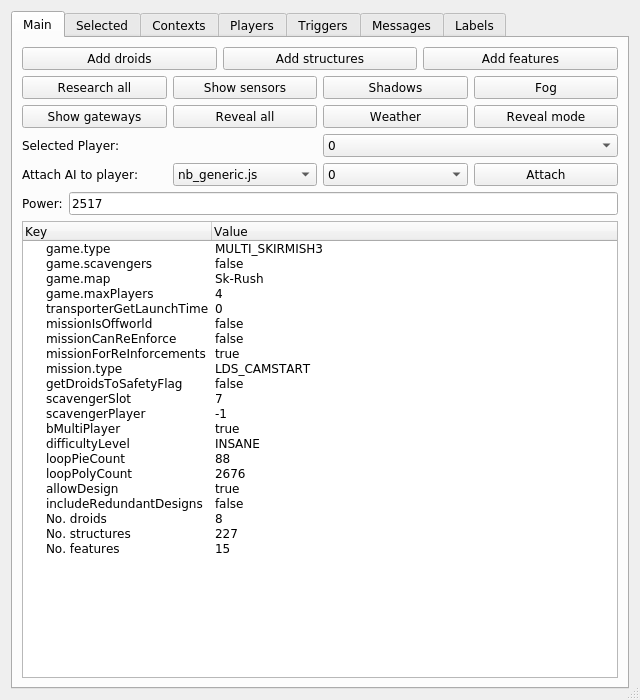 Main Selected Contexts Players Triggers Messages Labels
Add droids Add structures Add features
Research all Show sensors Shadows Fog
Show gateways Reveal all Weather Reveal mode
Selected Player: 0
Attach AI to player: nb_generic.js 0 Attach
Power: 2517
Key Value
game.type MULTI_SKIRMISH3
game.scavengers false
game.map Sk-Rush
game.maxPlayers 4
transporterGetLaunchTime 0
missionIsOffworld false
missionCanReEnforce false
missionForReInforcements true
mission.type LDS_CAMSTART
getDroidsToSafetyFlag false
scavengerSlot 7
scavengerPlayer -1
bMultiPlayer true
difficultyLevel INSANE
loopPieCount 88
loopPolyCount 2676
allowDesign true
includeRedundantDesigns false
No. droids 8
No. structures 227
No. features 15